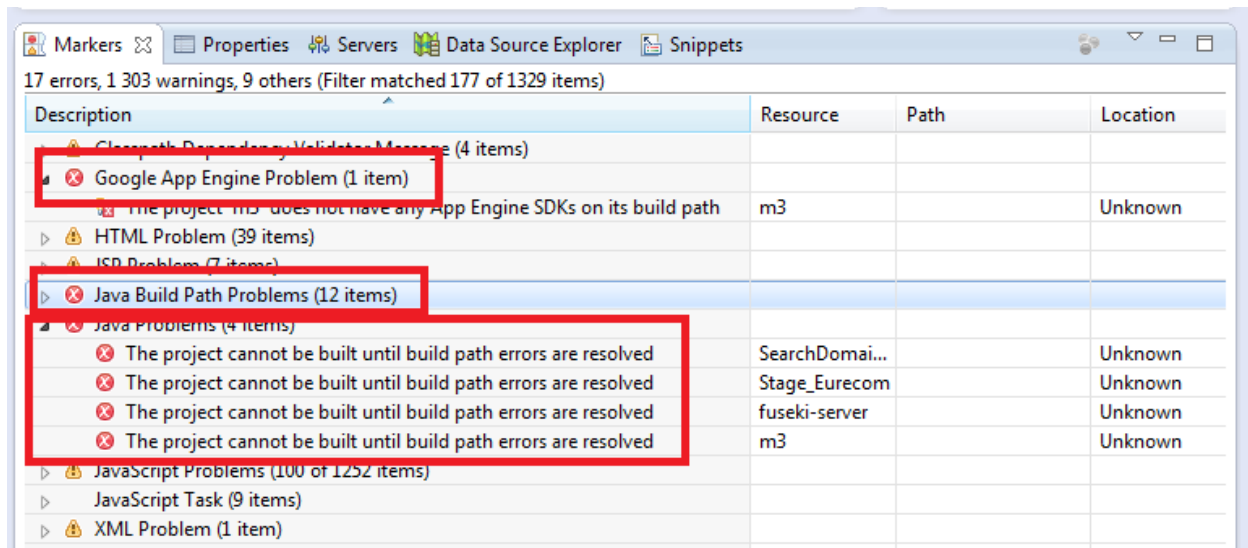 Markers Properties Servers Data Source Explorer Snippets
17 errors, 1 303 warnings, 9 others (Filter matched 177 of 1329 items)
Description Resource Path Location
Classpath Dependency Validator Message (4 items)
Google App Engine Problem (1 item)
The project 'm3' does not have any App Engine SDKs on its build path m3 Unknown
HTML Problem (39 items)
JSP Problem (7 items)
Java Build Path Problems (12 items)
Java Problems (4 items)
The project cannot be built until build path errors are resolved SearchDomai... Unknown
The project cannot be built until build path errors are resolved Stage_Eurecom Unknown
The project cannot be built until build path errors are resolved fuseki-server Unknown
The project cannot be built until build path errors are resolved m3 Unknown
JavaScript Problems (100 of 1252 items)
JavaScript Task (9 items)
XML Problem (1 item)